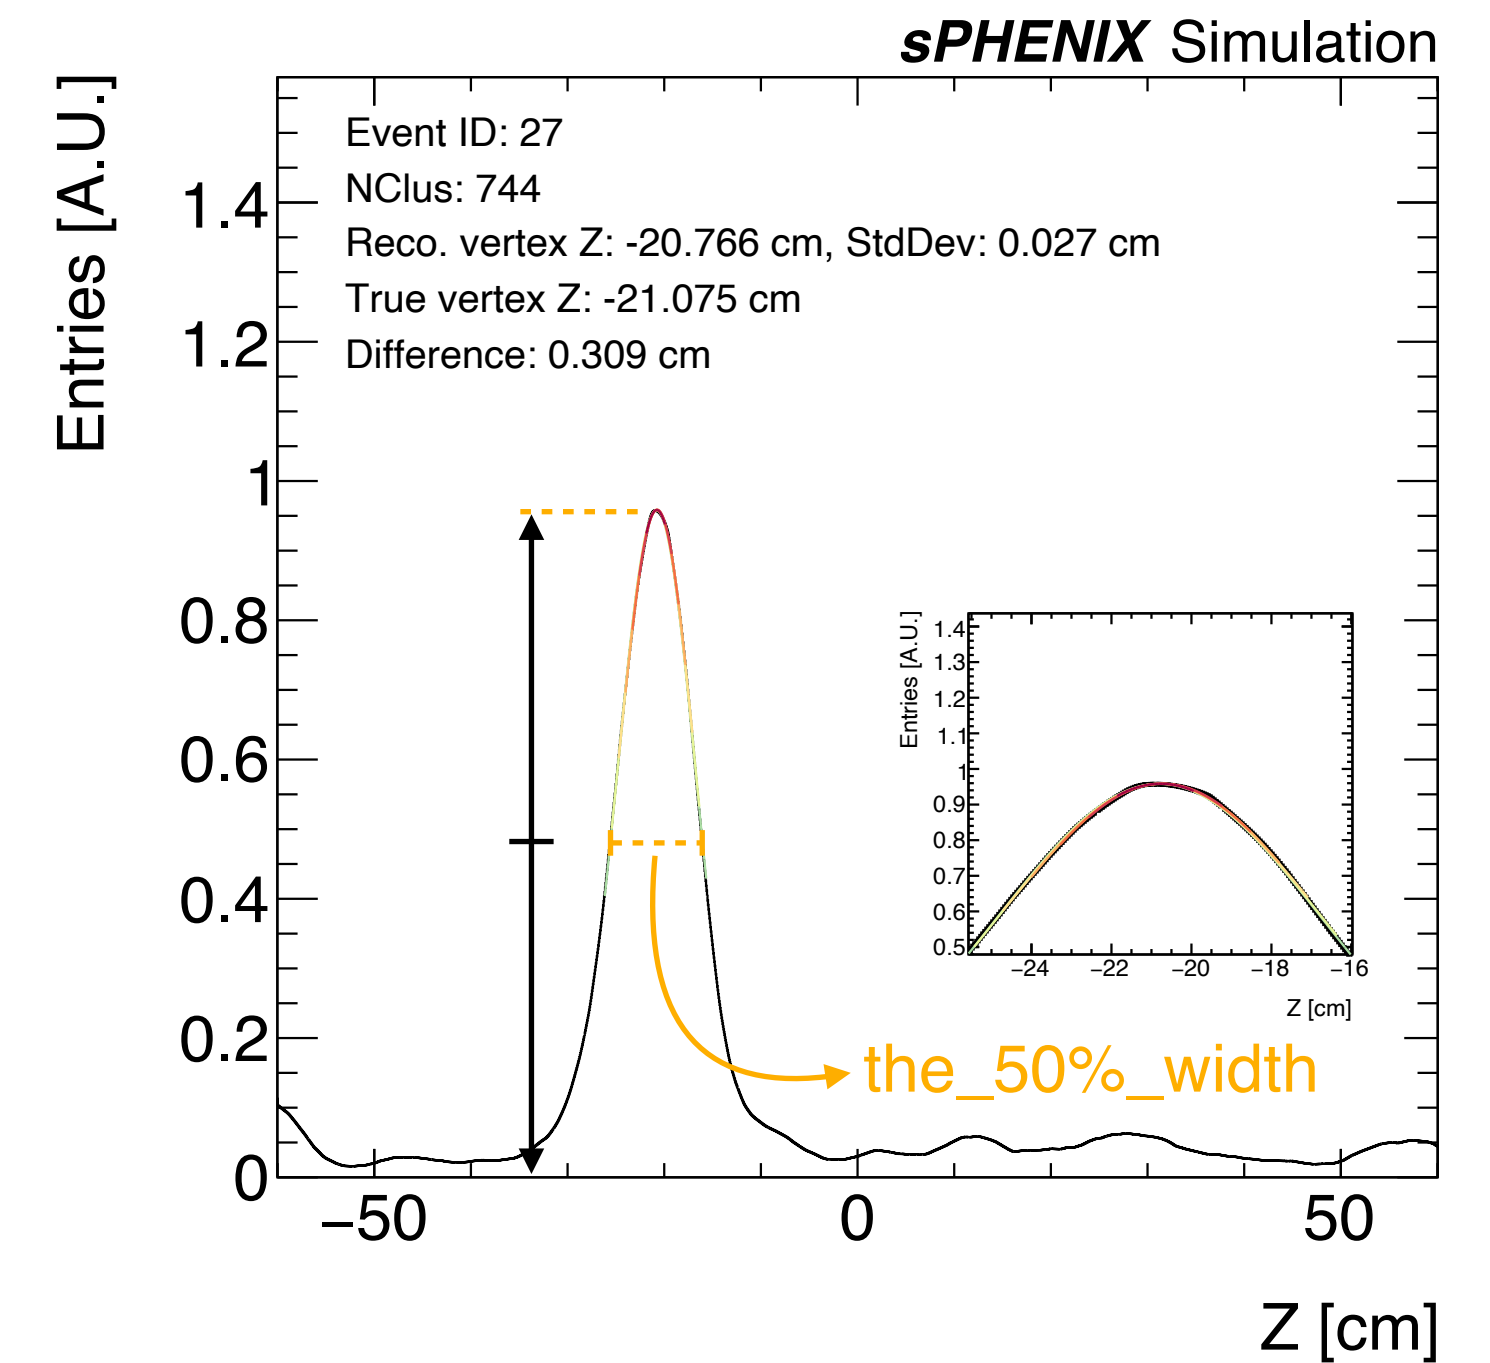 sPHENIX Simulation
Entries [A.U.]
Event ID: 27
NClus: 744
Reco. vertex Z: -20.766 cm, StdDev: 0.027 cm
True vertex Z: -21.075 cm
Difference: 0.309 cm
1.4
1.2
1
0.8
0.6
0.4
0.2
0
−50
0
50
Z [cm]
Entries [A.U.]
1.4
1.3
1.2
1.1
1
0.9
0.8
0.7
0.6
0.5
−24
−22
−20
−18
−16
Z [cm]
the_50%_width